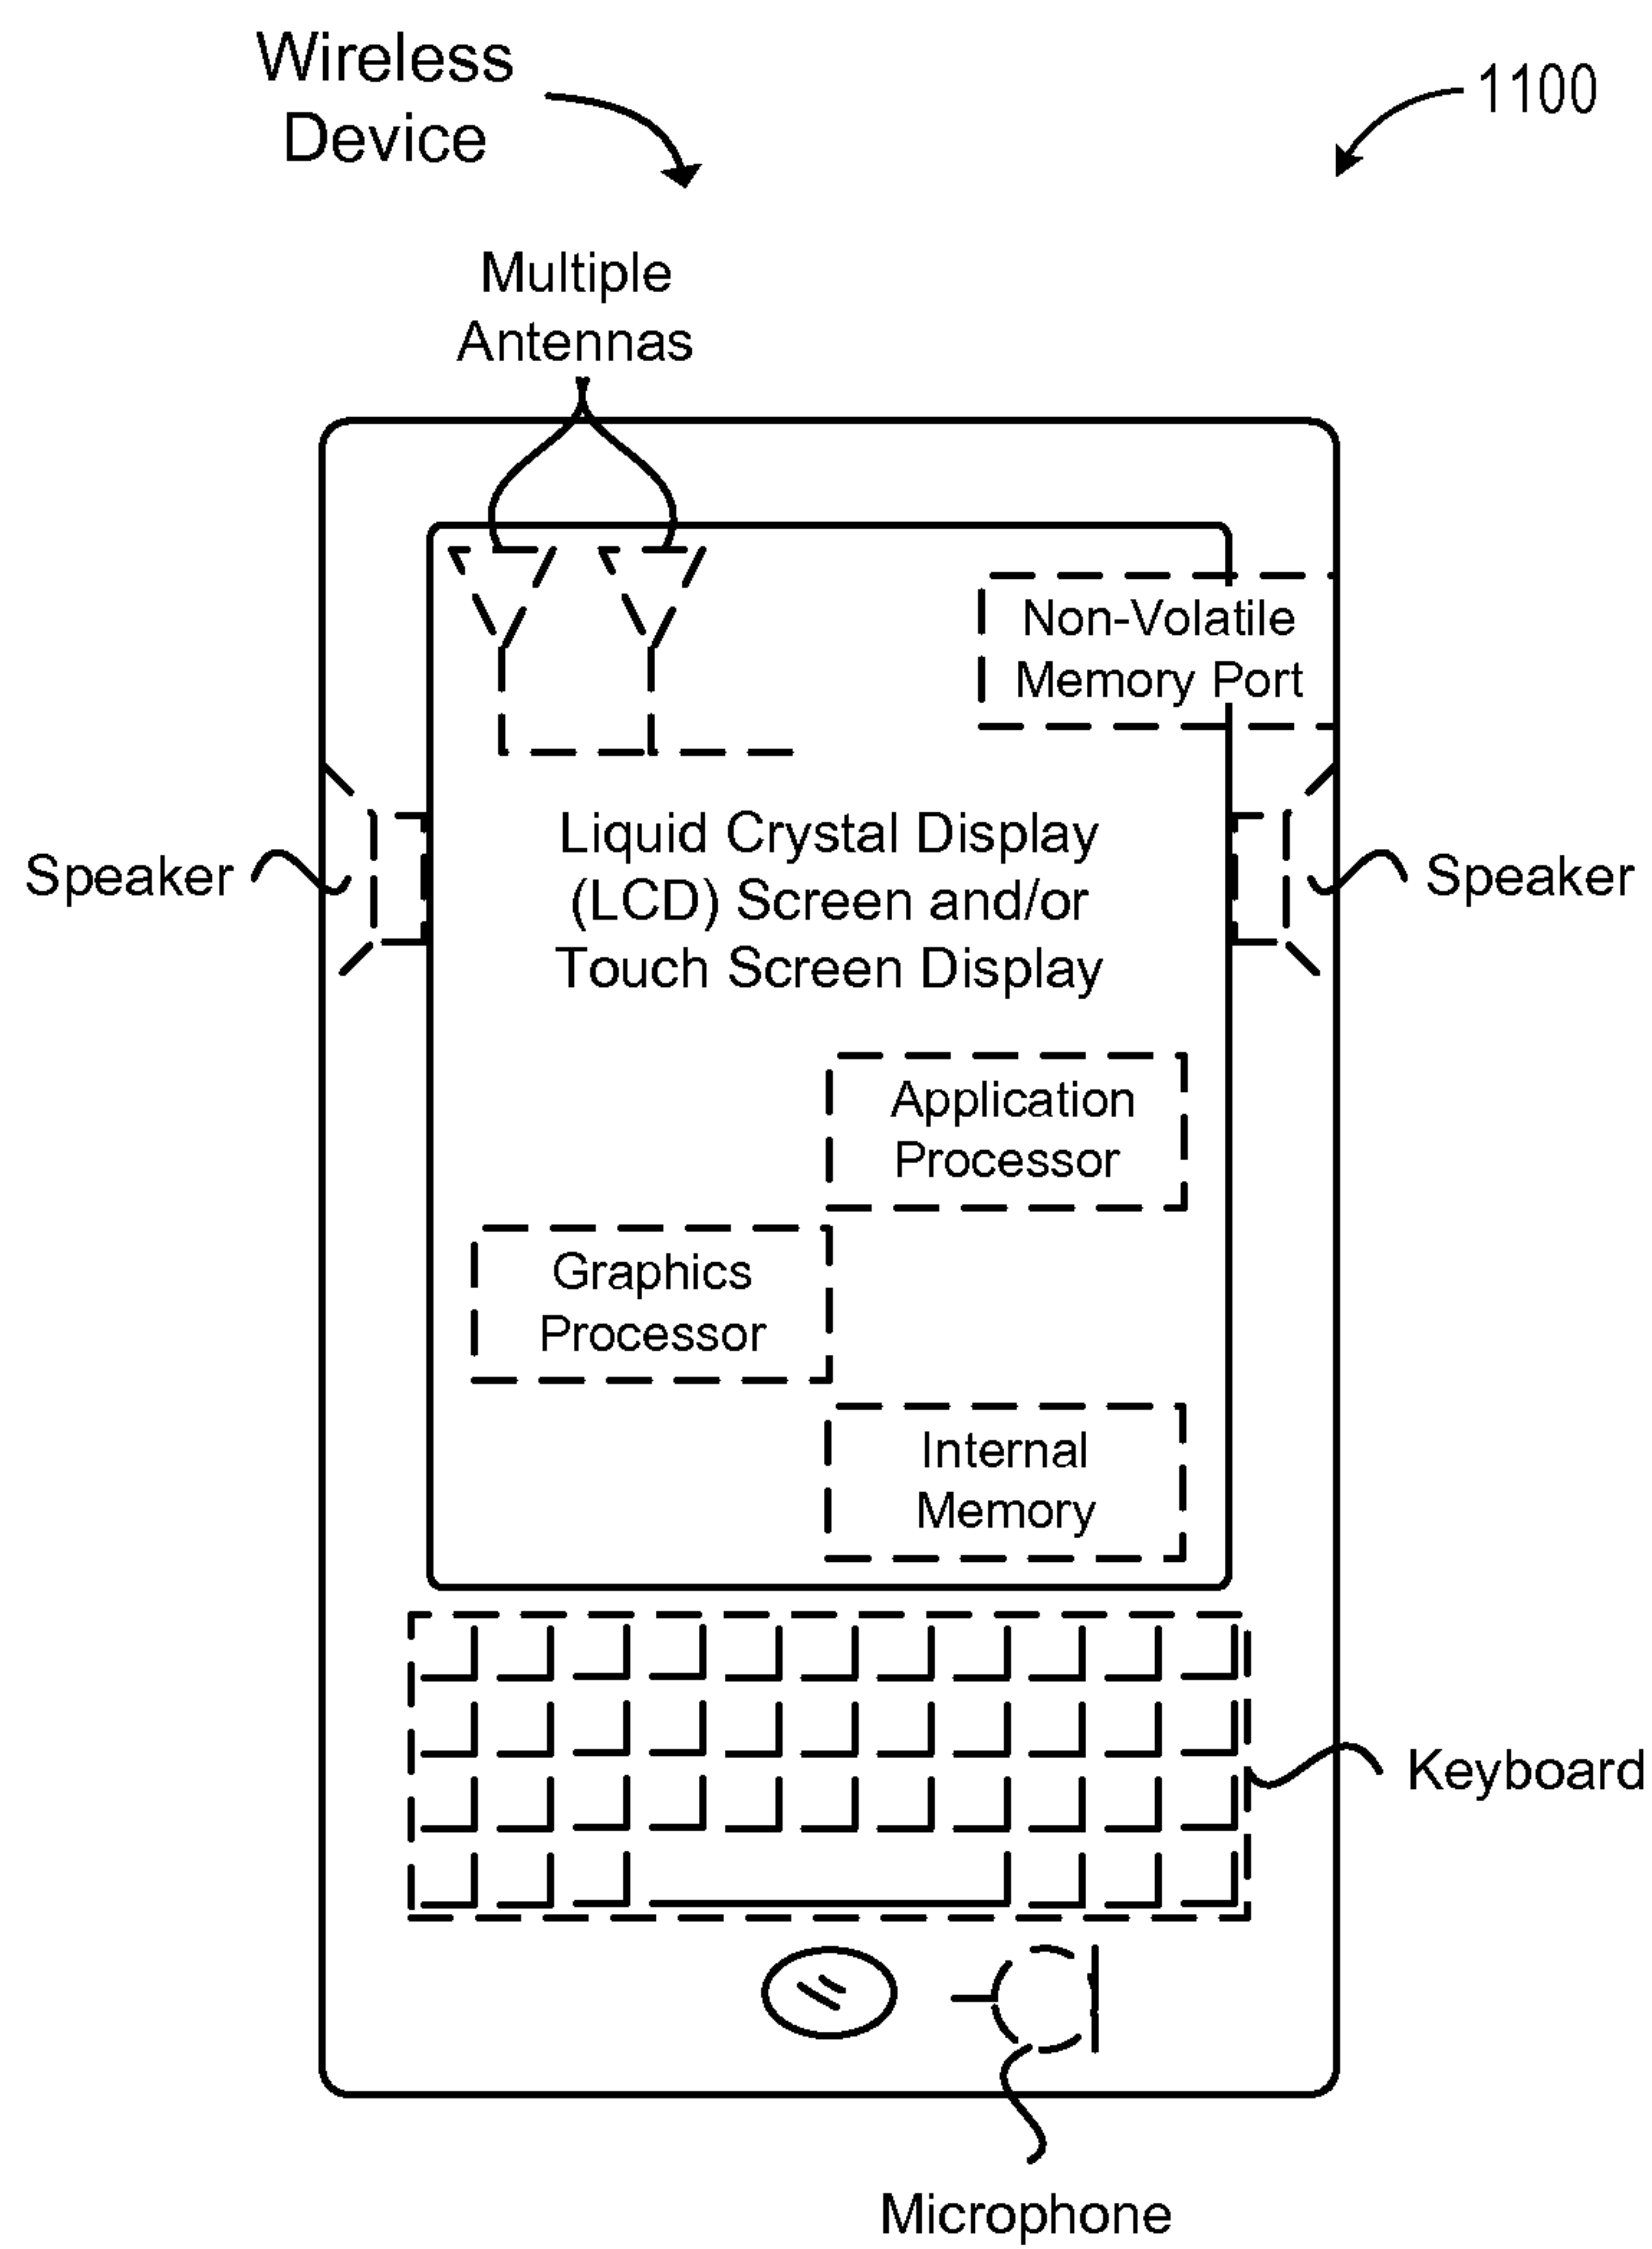 Wireless
Device
1100
Multiple
Antennas
Non-Volatile
Memory Port
Speaker
Liquid Crystal Display
(LCD) Screen and/or
Touch Screen Display
Speaker
Application
Processor
Graphics
Processor
Internal
Memory
Keyboard
Microphone